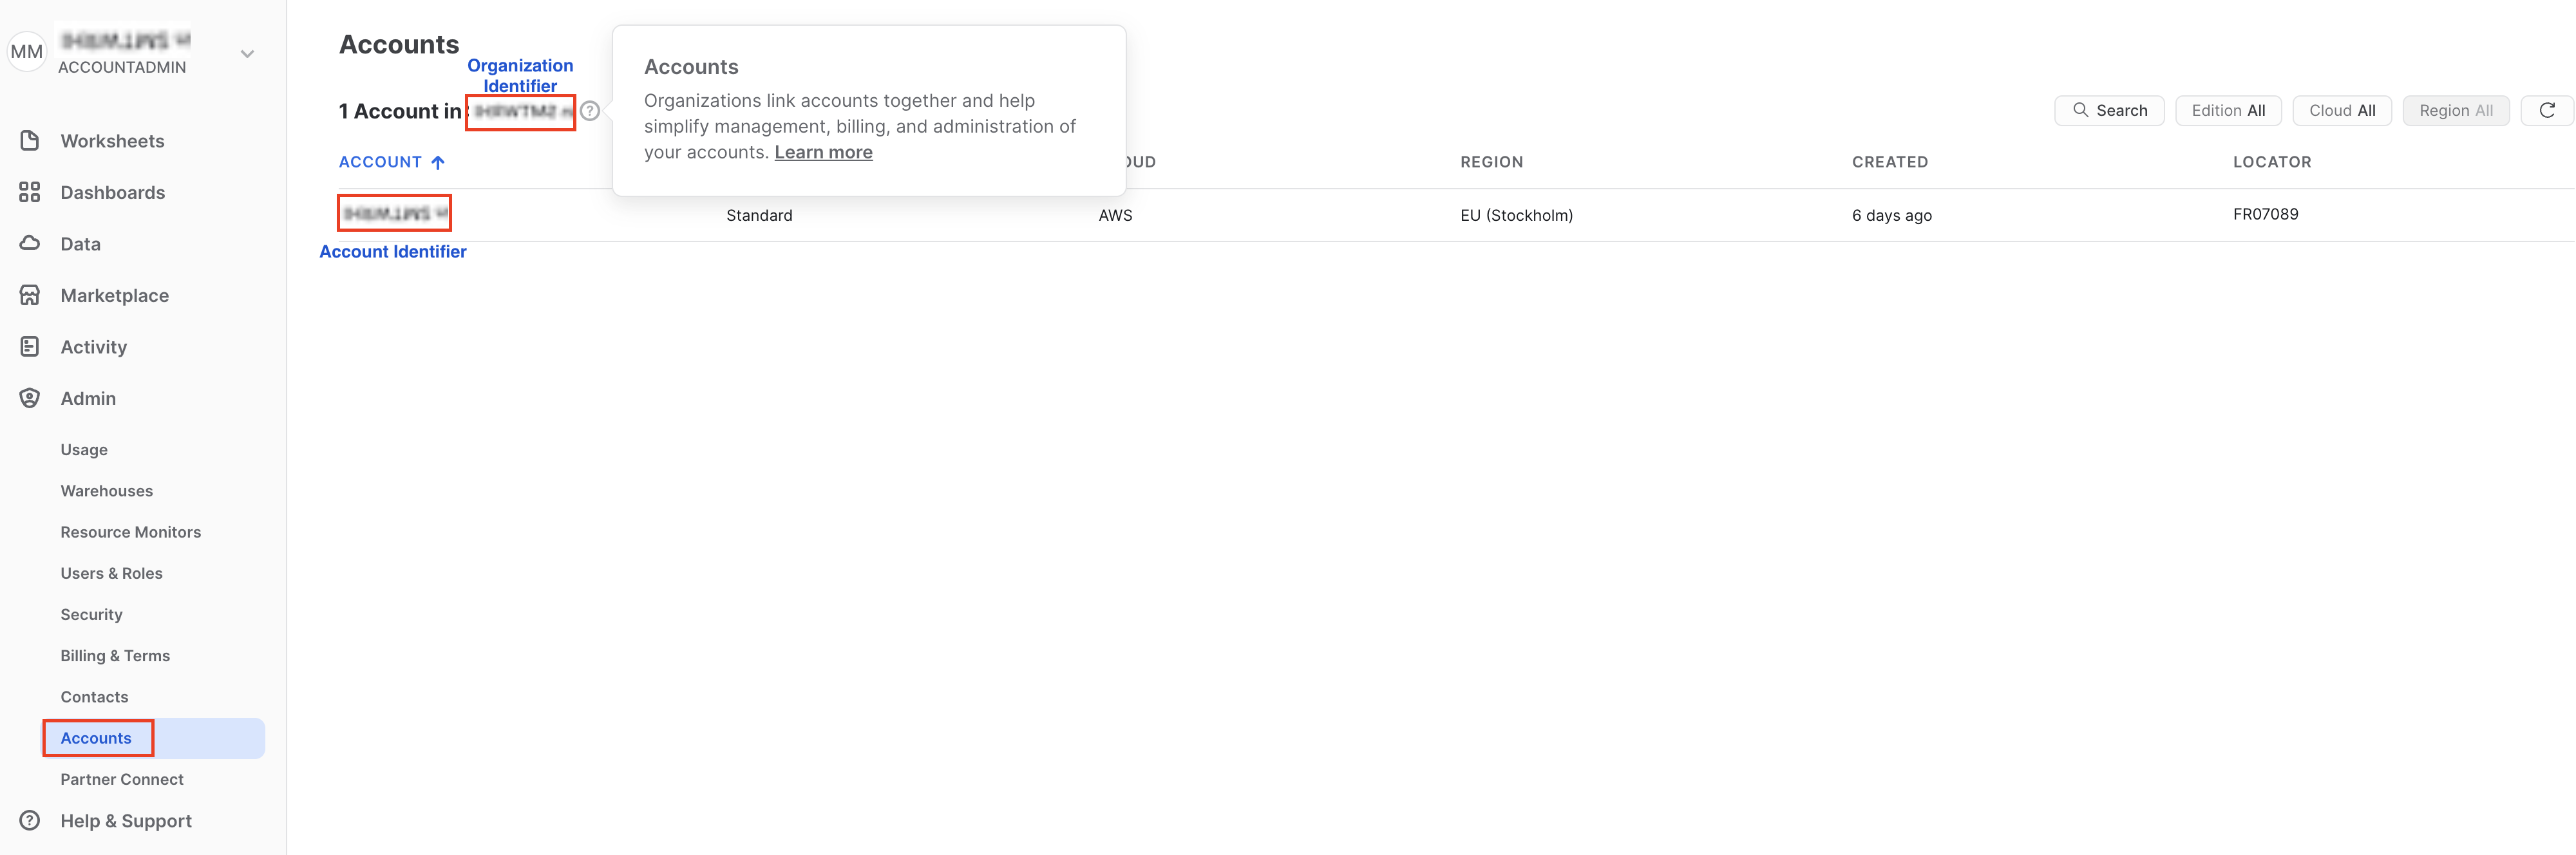 MM
ACCOUNTADMIN
Worksheets
Dashboards
Data
Marketplace
Activity
Admin
Usage
Warehouses
Resource Monitors
Users & Roles
Security
Billing & Terms
Contacts
Accounts
Partner Connect
Help & Support
Accounts
Organization
Identifier
1 Account in
Accounts
Organizations link accounts together and help
simplify management, billing, and administration of
your accounts. Learn more
Search
Edition All
Cloud All
Region All
ACCOUNT
OUD
REGION
CREATED
LOCATOR
Standard
AWS
EU (Stockholm)
6 days ago
FR07089
Account Identifier